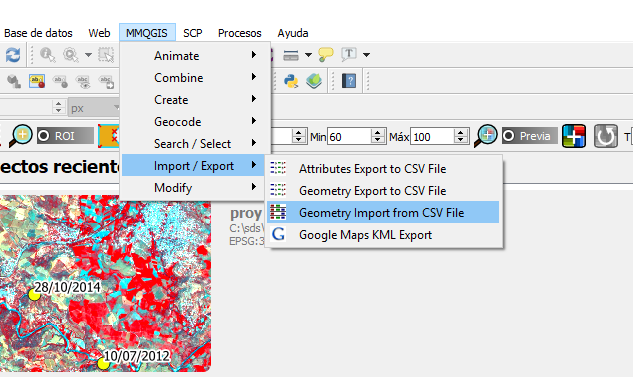 Base de datos Web MMQGIS SCP Procesos Ayuda
Animate
Combine
Create
px
Geocode
ROI
Search / Select
Min 60 Máx 100 Previa T
ectos reciente
Import / Export
Attributes Export to CSV File
Modify
Geometry Export to CSV File
proy
Geometry Import from CSV File
C:\sds\
EPSG:3
Google Maps KML Export
28/10/2014
10/07/2012